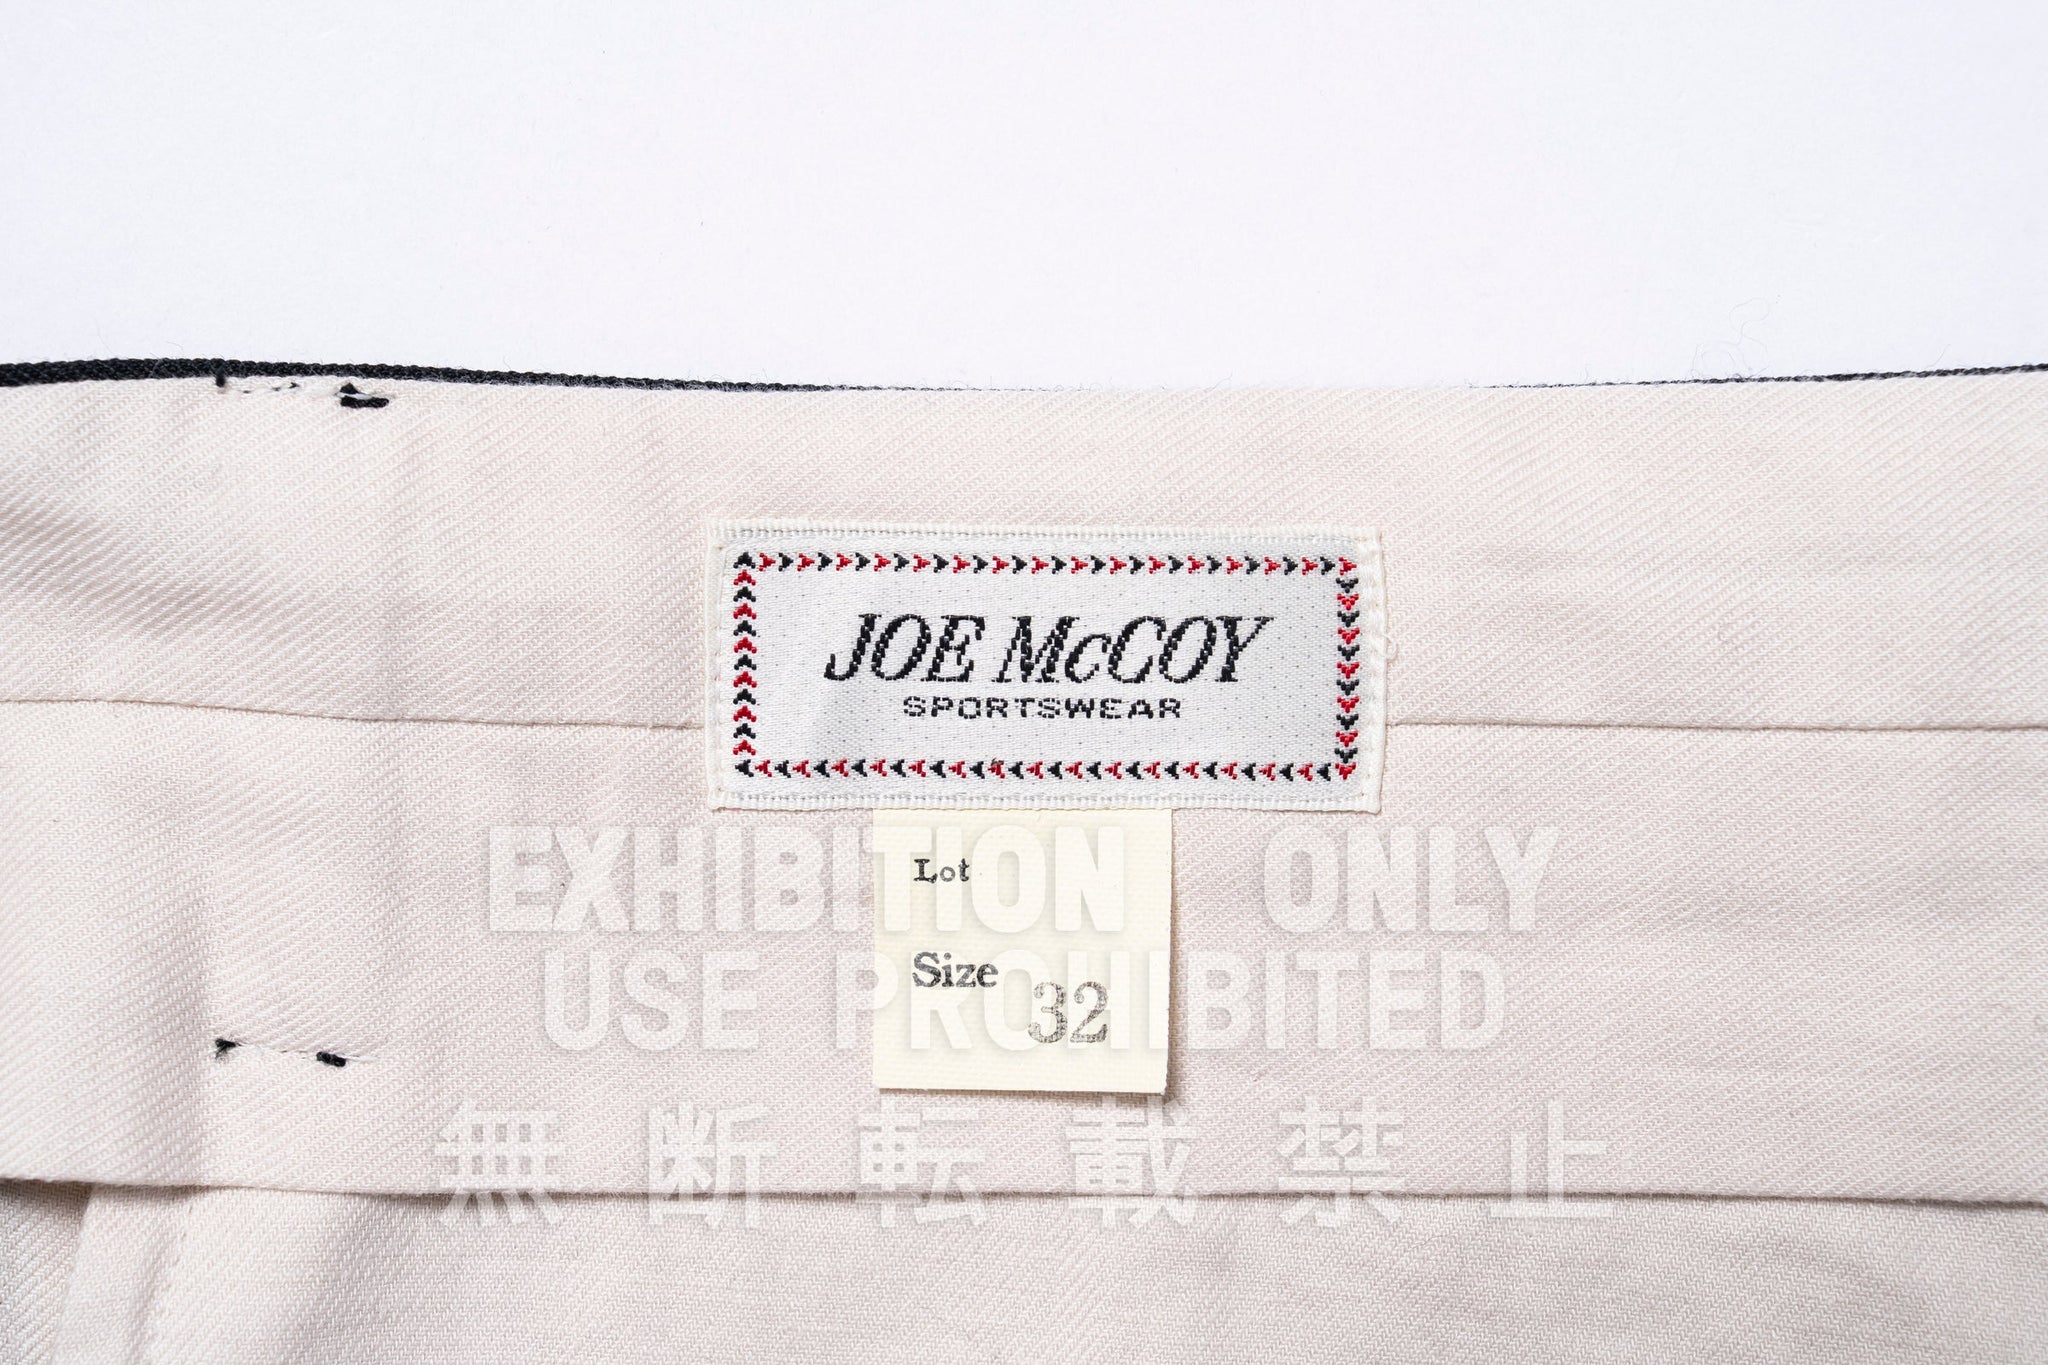 JOE McCOY
SPORTSWEAR
Lot
Size 32
EXHIBITION ONLY
USE PROHIBITED
無断転載禁止